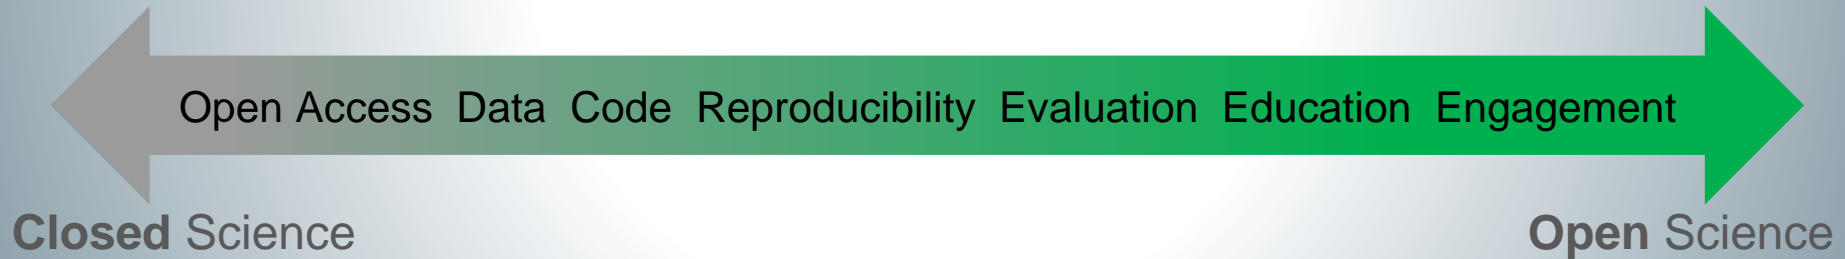 Open Access Data Code Reproducibility Evaluation Education Engagement
Closed Science
Open Science